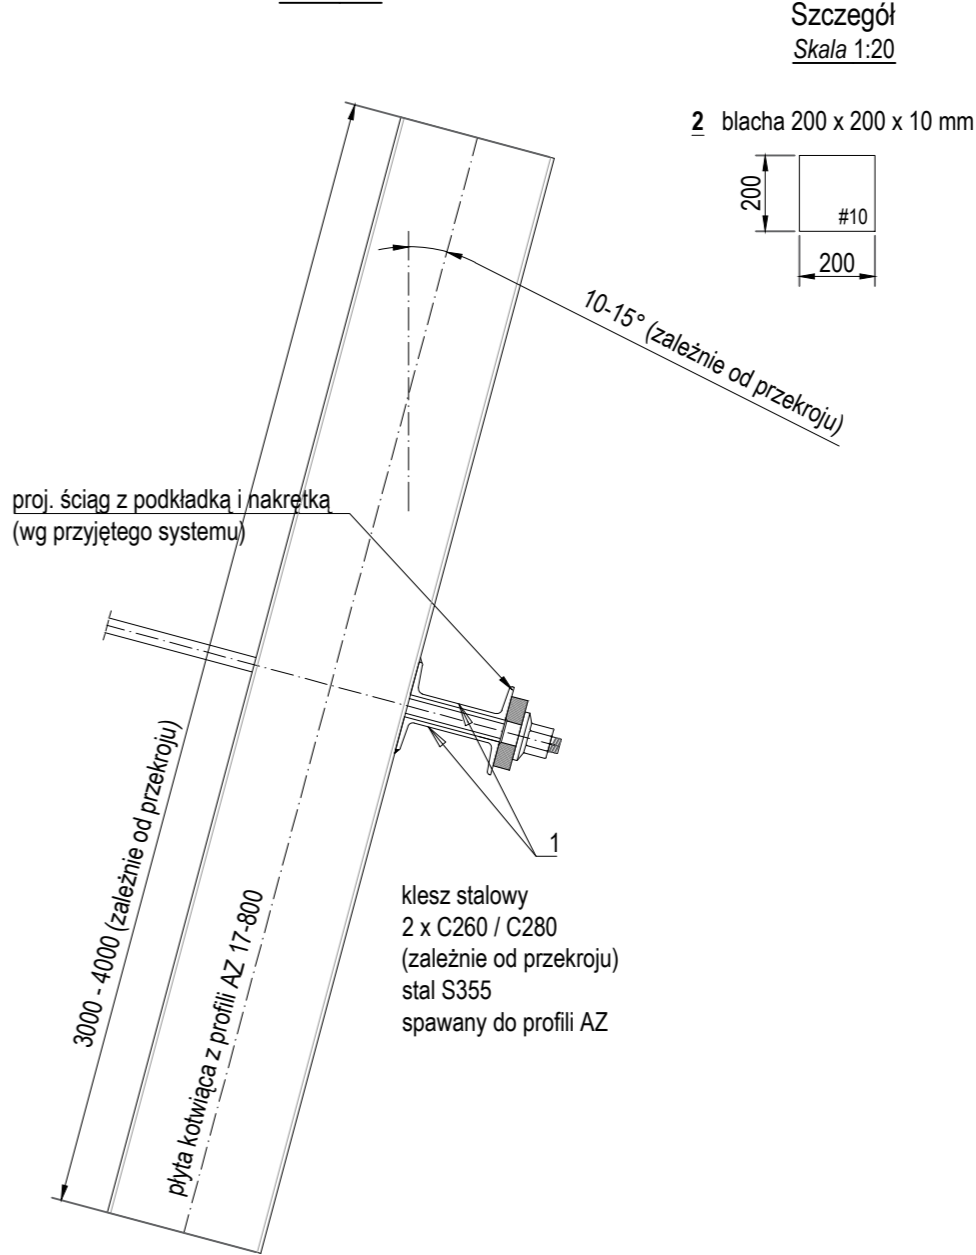 Szczegół
Skala 1:20
2 blacha 200 x 200 x 10 mm
200
#10
200
10-15° (zależnie od przekroju)
proj. ściąg z podkładką i nakrętką
(wg przyjętego systemu)
3000 - 4000 (zależnie od przekroju)
płyta kotwiąca z profili AZ 17-800
1
klesz stalowy
2 x C260 / C280
(zależnie od przekroju)
stal S355
spawany do profili AZ